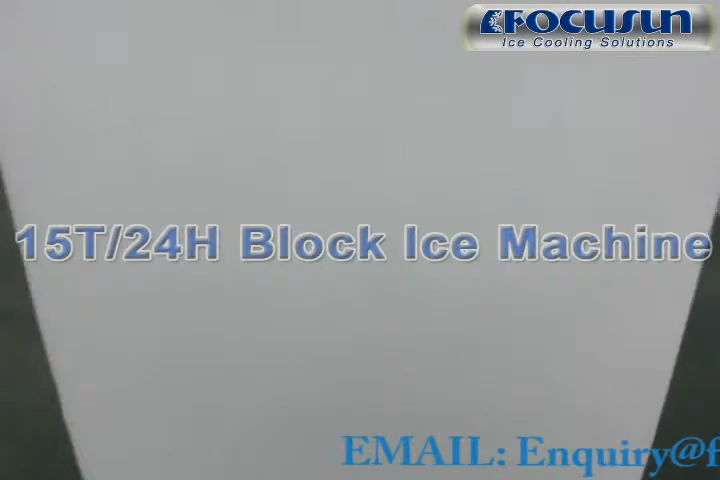 FOCUSUN
Ice Cooling Solutions
15T/24H Block Ice Machine
EMAIL: Enquiry@f